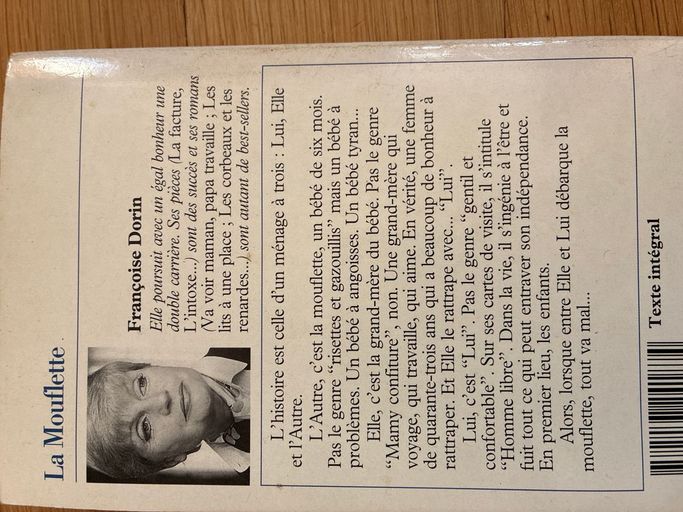 La Mouflette
Françoise Dorin
Elle poursuit avec un égal bonheur une
double carrière. Ses pièces (La facture,
L'intoxe...) sont des succès et ses romans
(Va voir maman, papa travaille ; Les
lits à une place ; Les corbeaux et les
renardes...) sont autant de best-sellers.
L'histoire est celle d'un ménage à trois : Lui, Elle
et l'Autre.
L'Autre, c'est la mouflette, un bébé de six mois.
Pas le genre “risettes et gazouillis” mais un bébé à
problèmes. Un bébé à angoisses. Un bébé tyran...
Elle, c'est la grand-mère du bébé. Pas le genre
“Mamy confiture”, non. Une grand-mère qui
voyage, qui travaille, qui aime. En vérité, une femme
de quarante-trois ans qui a beaucoup de bonheur à
rattraper. Et Elle le rattrape avec... “Lui”.
Lui, c'est “Lui”. Pas le genre “gentil et
confortable”. Sur ses cartes de visite, il s'intitule
“Homme libre”. Dans la vie, il s'ingénie à l'être et
fuit tout ce qui peut entraver son indépendance.
En premier lieu, les enfants.
Alors, lorsque entre Elle et Lui débarque la
mouflette, tout va mal...
Texte intégral